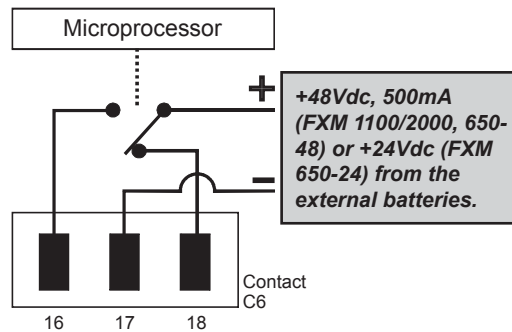 Microprocessor
+
+48Vdc, 500mA
(FXM 1100/2000, 650-
48) or +24Vdc (FXM
650-24) from the
external batteries.
–
Contact
C6
16 17 18